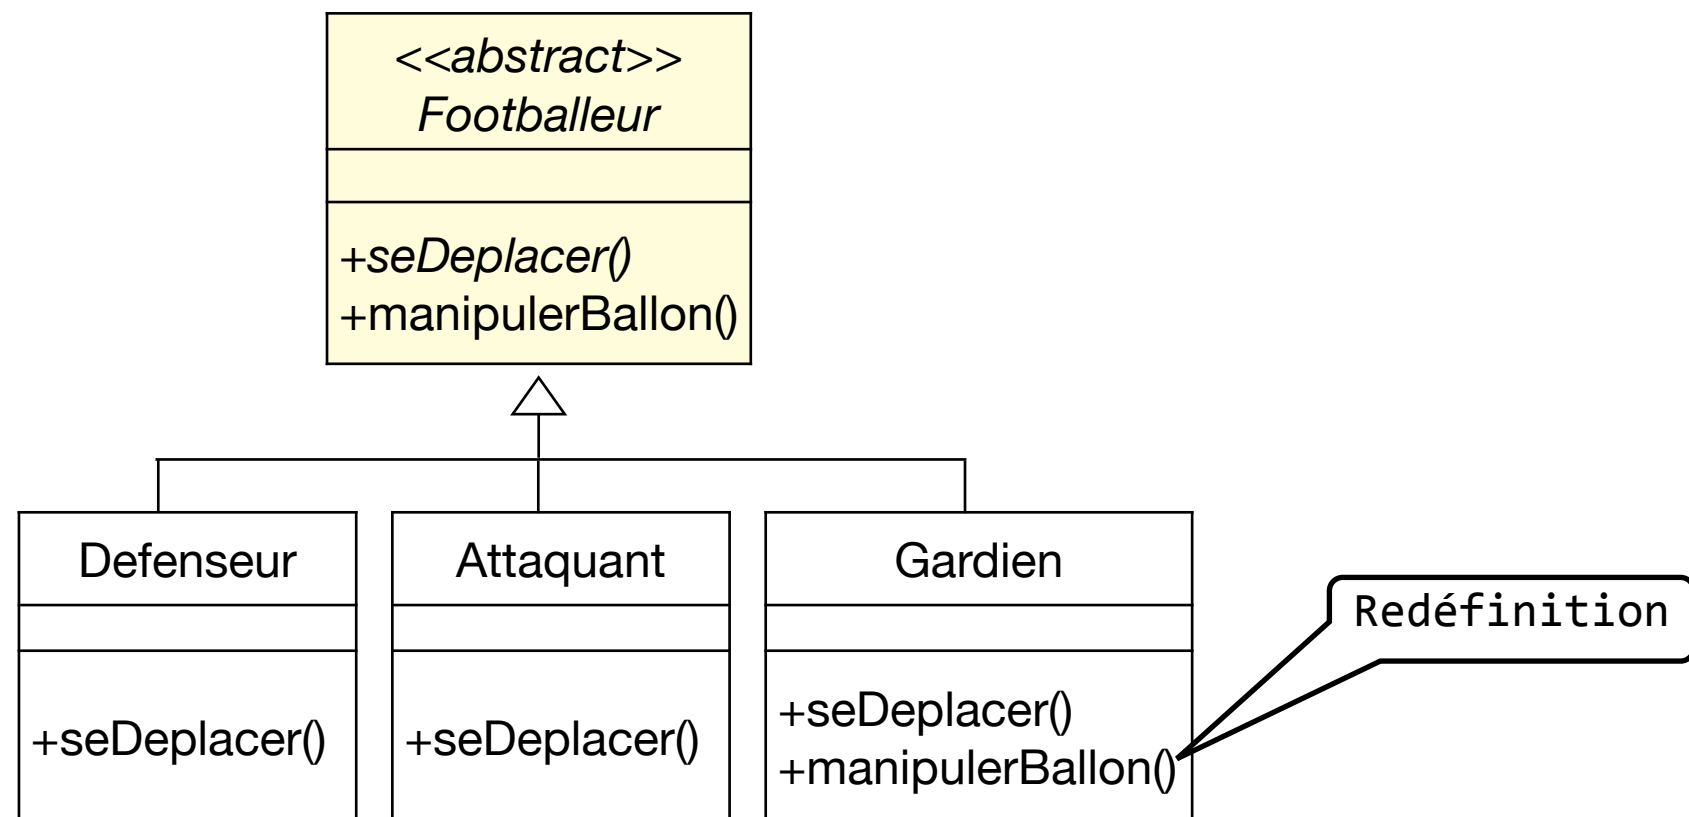 <<abstract>>
Footballeur
+seDeplacer()
+manipulerBallon()
Defenseur
+seDeplacer()
Attaquant
+seDeplacer()
Gardien
+seDeplacer()
+manipulerBallon()
Redéfinition